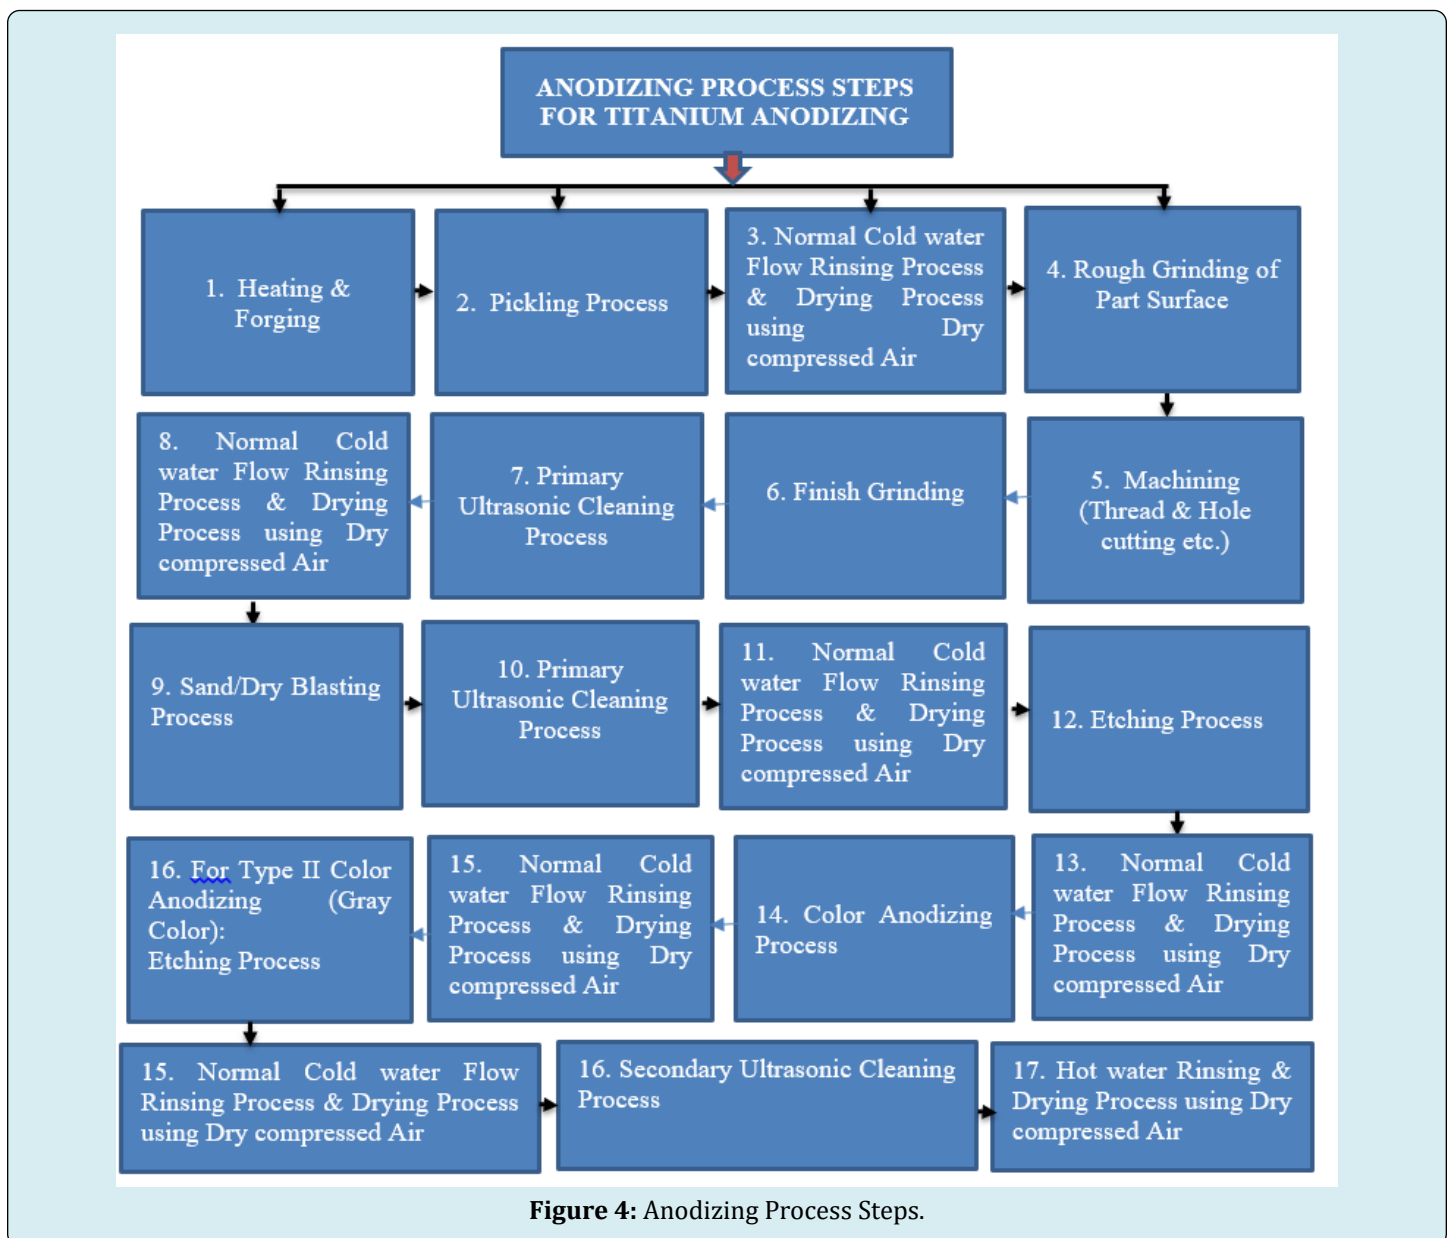 ANODIZING PROCESS STEPS
FOR TITANIUM ANODIZING
1. Heating &
Forging
2. Pickling Process
3. Normal Cold water
Flow Rinsing Process
& Drying Process
using Dry
compressed Air
4. Rough Grinding of
Part Surface
8. Normal Cold
water Flow Rinsing
Process & Drying
Process using Dry
compressed Air
7. Primary
Ultrasonic Cleaning
Process
6. Finish Grinding
5. Machining
(Thread & Hole
cutting etc.)
9. Sand/Dry Blasting
Process
10. Primary
Ultrasonic Cleaning
Process
11. Normal Cold
water Flow Rinsing
Process & Drying
Process using Dry
compressed Air
12. Etching Process
16. For Type II Color
Anodizing (Gray
Color):
Etching Process
15. Normal Cold
water Flow Rinsing
Process & Drying
Process using Dry
compressed Air
14. Color Anodizing
Process
13. Normal Cold
water Flow Rinsing
Process & Drying
Process using Dry
compressed Air
15. Normal Cold water Flow
Rinsing Process & Drying Process
using Dry compressed Air
16. Secondary Ultrasonic Cleaning
Process
17. Hot water Rinsing &
Drying Process using Dry
compressed Air
Figure 4: Anodizing Process Steps.